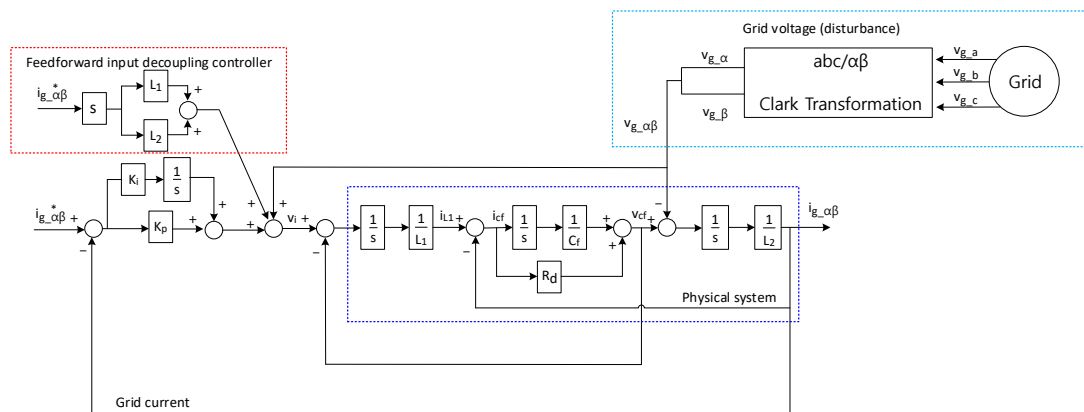 Grid voltage (disturbance)
Feedforward input decoupling controller
v_g_α
abc/αβ
Clark Transformation
v_g_a
v_g_b
v_g_c
Grid
v_g_β
v_g_αβ
i_g_αβ*
s
L₁
L₂
+
+
i_g_αβ*
+
−
K_i
1/s
K_p
+
+
+
+
+
+
v_i
+
−
1/s
1/L₁
i_L1
+
−
i_cf
1/s
1/C_f
R_d
+
+
v_cf
+
−
1/s
1/L₂
i_g_αβ
Physical system
Grid current